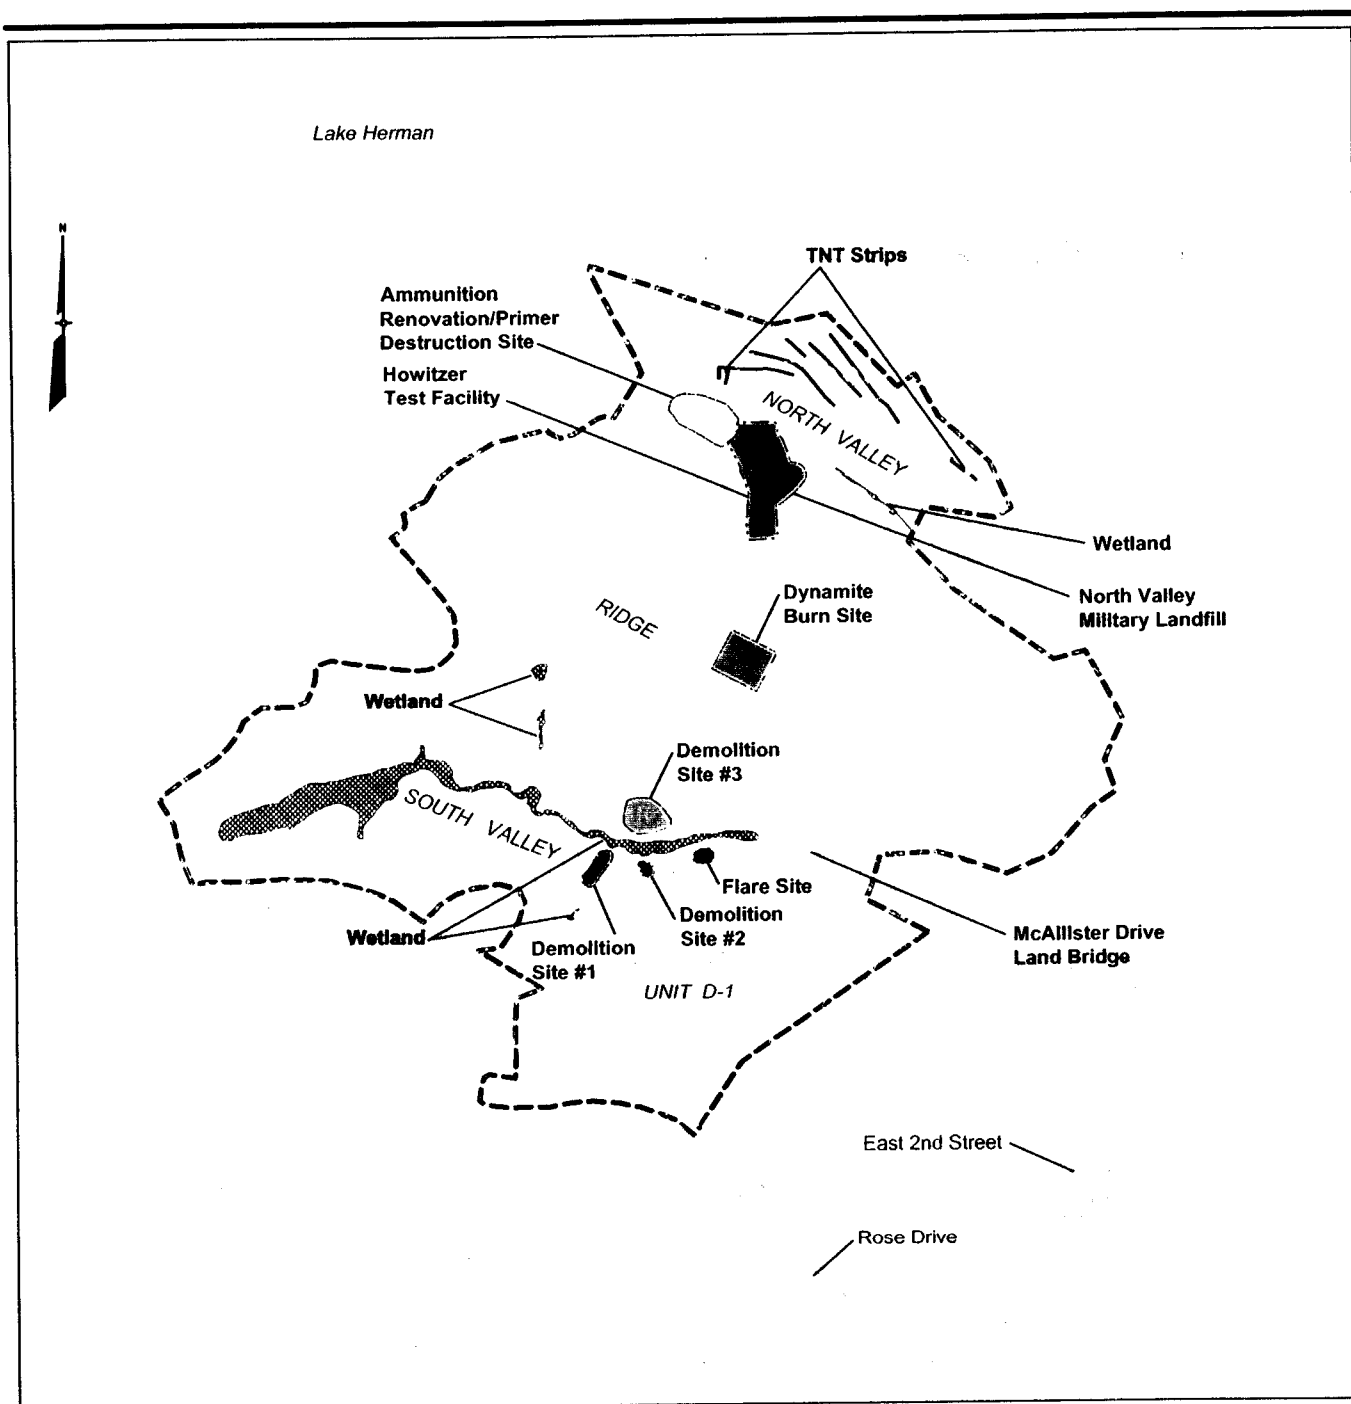 Lake Herman
N
TNT Strips
Ammunition
Renovation/Primer
Destruction Site
Howitzer
Test Facility
NORTH VALLEY
Wetland
North Valley
Military Landfill
Dynamite
Burn Site
RIDGE
Wetland
Demolition
Site #3
SOUTH VALLEY
Flare Site
Demolition
Site #2
Wetland
Demolition
Site #1
McAllister Drive
Land Bridge
UNIT D-1
East 2nd Street
Rose Drive